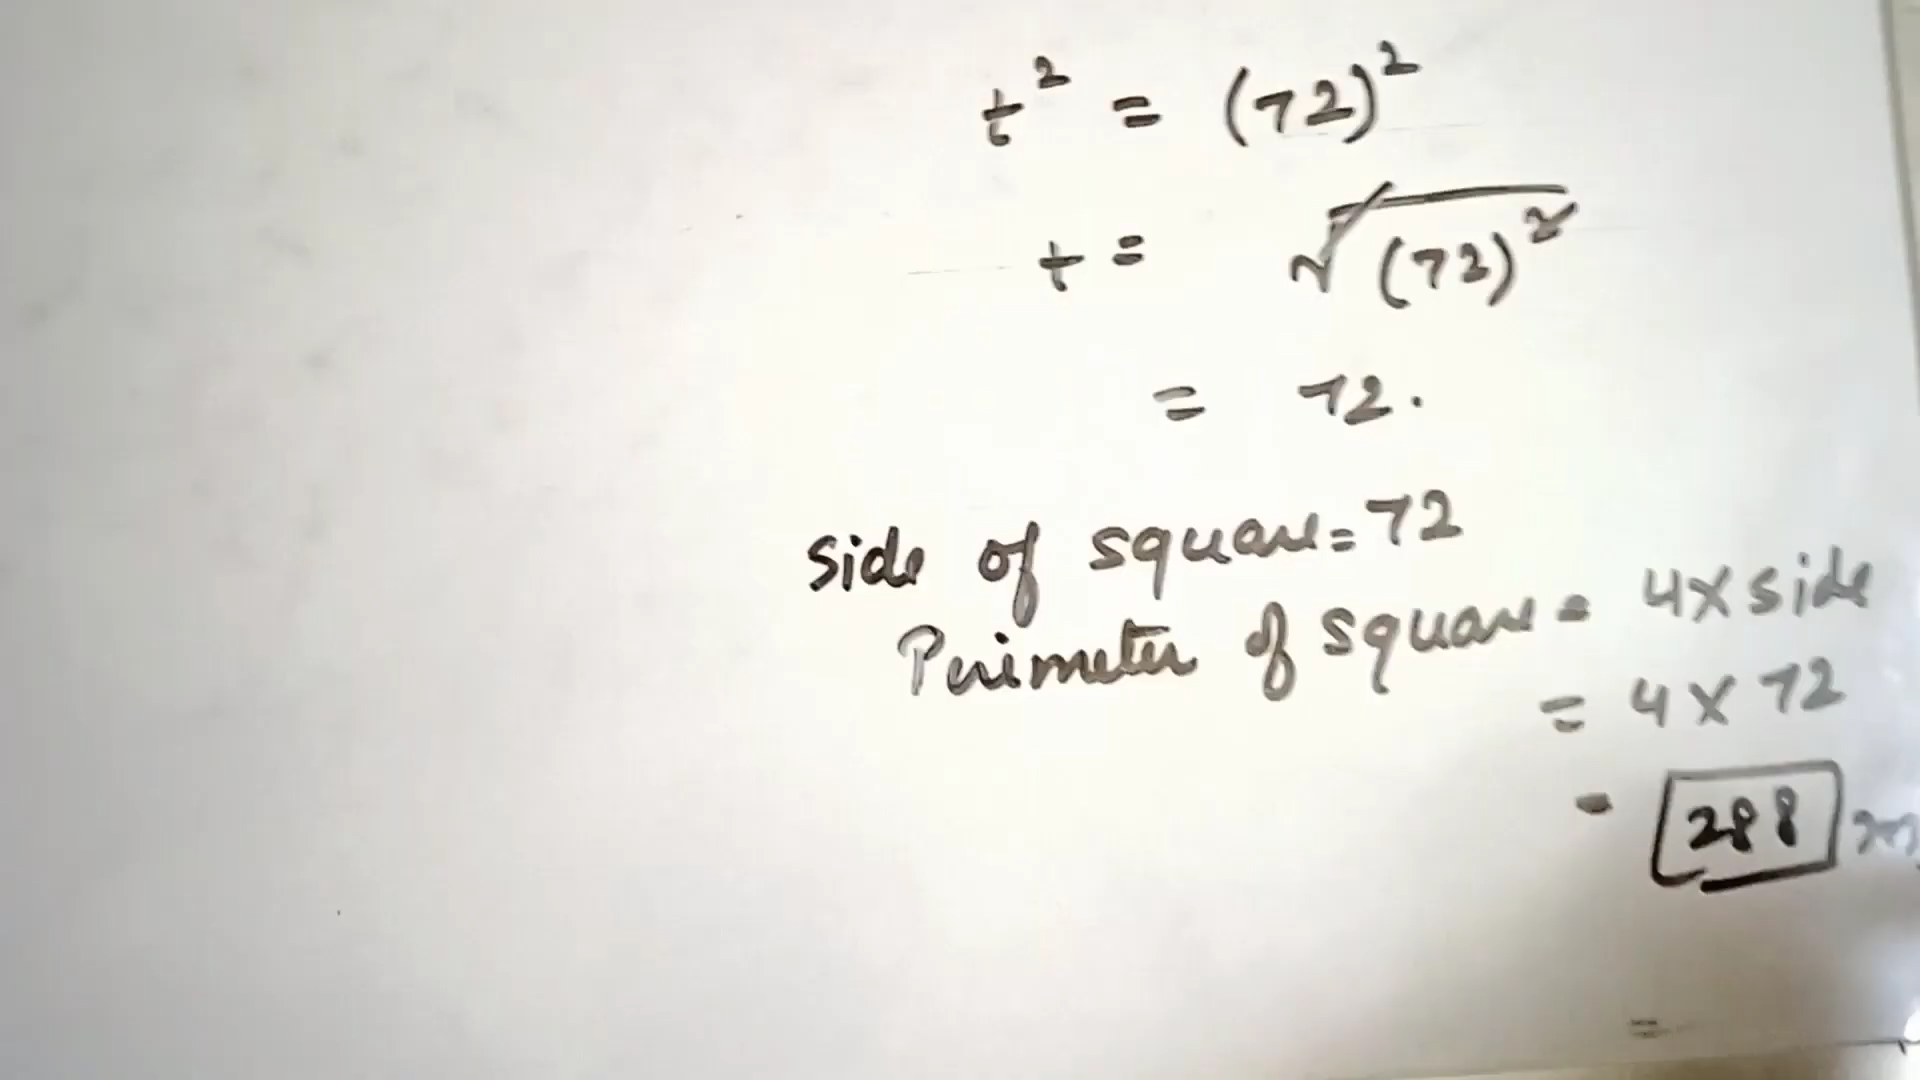 t² = (72)²
t = √(72)²
= 72.
Side of square = 72
Perimeter of square = 4 x side
= 4 x 72
= 288